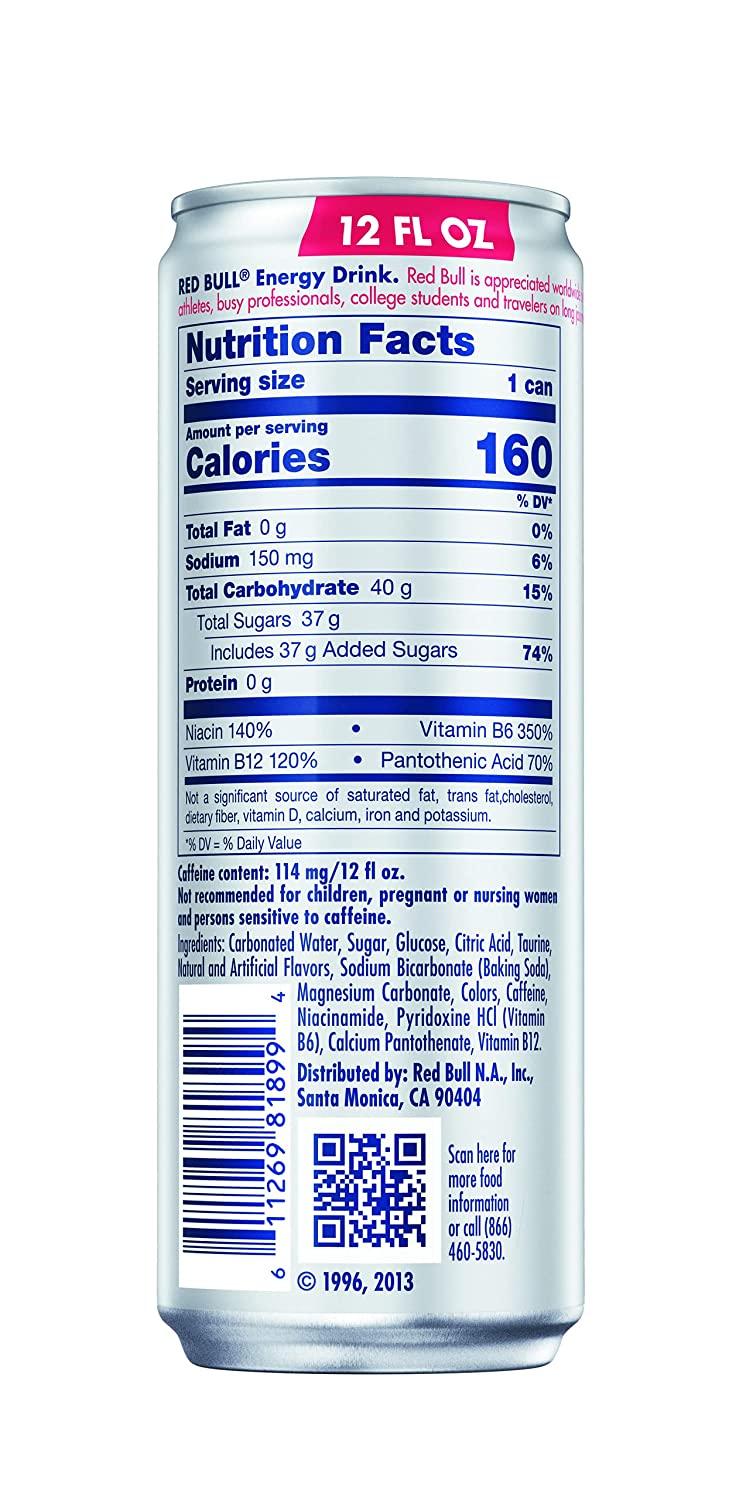 12 FL OZ
RED BULL® Energy Drink. Red Bull is appreciated worldwide
athletes, busy professionals, college students and travelers on long
Nutrition Facts
Serving size 1 can
Amount per serving
Calories 160
% DV*
Total Fat 0 g 0%
Sodium 150 mg 6%
Total Carbohydrate 40 g 15%
Total Sugars 37 g
Includes 37 g Added Sugars 74%
Protein 0 g
Niacin 140% • Vitamin B6 350%
Vitamin B12 120% • Pantothenic Acid 70%
Not a significant source of saturated fat, trans fat,cholesterol,
dietary fiber, vitamin D, calcium, iron and potassium.
*% DV = % Daily Value
Caffeine content: 114 mg/12 fl oz.
Not recommended for children, pregnant or nursing women
and persons sensitive to caffeine.
Ingredients: Carbonated Water, Sugar, Glucose, Citric Acid, Taurine,
Natural and Artificial Flavors, Sodium Bicarbonate (Baking Soda),
Magnesium Carbonate, Colors, Caffeine,
Niacinamide, Pyridoxine HCl (Vitamin
B6), Calcium Pantothenate, Vitamin B12.
Distributed by: Red Bull N.A., Inc.,
Santa Monica, CA 90404
6 11269 81899 4
Scan here for
more food
information
or call (866)
460-5830.
© 1996, 2013